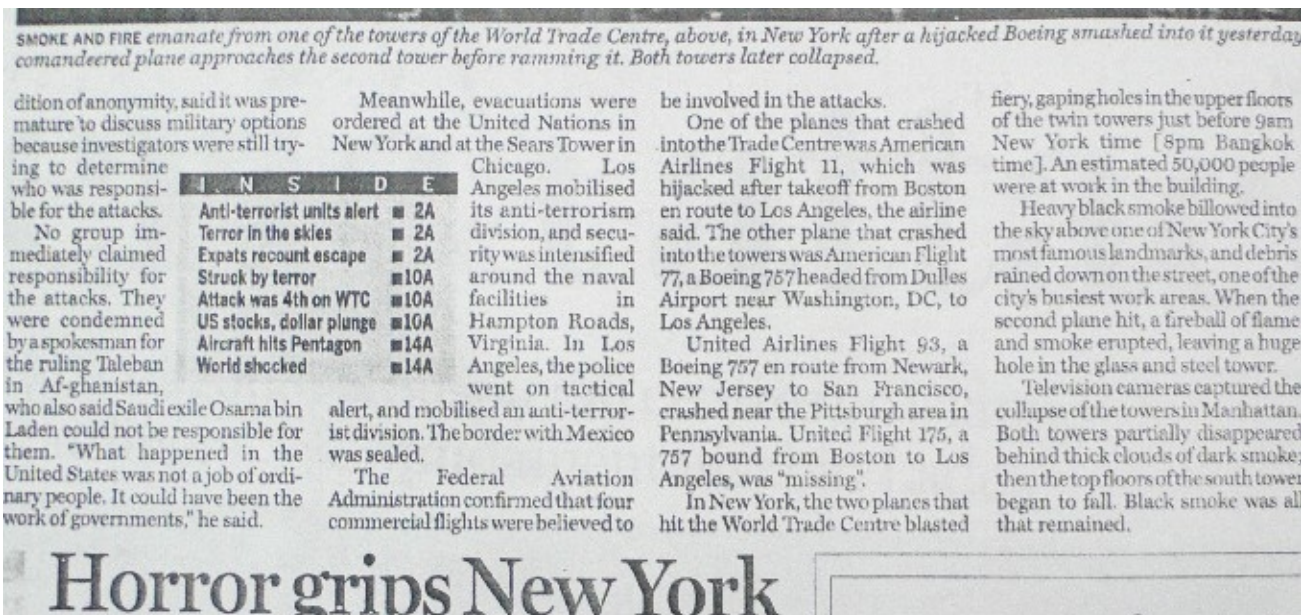 SMOKE AND FIRE emanate from one of the towers of the World Trade Centre, above, in New York after a hijacked Boeing smashed into it yesterday
comandeered plane approaches the second tower before ramming it. Both towers later collapsed.
dition of anonymity, said it was pre-
mature to discuss military options
because investigators were still try-
ing to determine
who was responsi-
ble for the attacks.
No group im-
mediately claimed
responsibility for
the attacks. They
were condemned
by a spokesman for
the ruling Taleban
in Af-ghanistan,
who also said Saudi exile Osama bin
Laden could not be responsible for
them. "What happened in the
United States was not a job of ordi-
nary people. It could have been the
work of governments," he said.
INSIDE
Anti-terrorist units alert ■ 2A
Terror in the skies ■ 2A
Expats recount escape ■ 2A
Struck by terror ■ 10A
Attack was 4th on WTC ■ 10A
US stocks, dollar plunge ■ 10A
Aircraft hits Pentagon ■ 14A
World shocked ■ 14A
Meanwhile, evacuations were
ordered at the United Nations in
New York and at the Sears Tower in
Chicago. Los
Angeles mobilised
its anti-terrorism
division, and secu-
rity was intensified
around the naval
facilities in
Hampton Roads,
Virginia. In Los
Angeles, the police
went on tactical
alert, and mobilised an anti-terror-
ist division. The border with Mexico
was sealed.
The Federal Aviation
Administration confirmed that four
commercial flights were believed to
be involved in the attacks.
One of the planes that crashed
into the Trade Centre was American
Airlines Flight 11, which was
hijacked after takeoff from Boston
en route to Los Angeles, the airline
said. The other plane that crashed
into the towers was American Flight
77, a Boeing 757 headed from Dulles
Airport near Washington, DC, to
Los Angeles.
United Airlines Flight 93, a
Boeing 757 en route from Newark,
New Jersey to San Francisco,
crashed near the Pittsburgh area in
Pennsylvania. United Flight 175, a
757 bound from Boston to Los
Angeles, was "missing".
In New York, the two planes that
hit the World Trade Centre blasted
fiery, gaping holes in the upper floors
of the twin towers just before 9am
New York time [8pm Bangkok
time]. An estimated 50,000 people
were at work in the building.
Heavy black smoke billowed into
the sky above one of New York City's
most famous landmarks, and debris
rained down on the street, one of the
city's busiest work areas. When the
second plane hit, a fireball of flame
and smoke erupted, leaving a huge
hole in the glass and steel tower.
Television cameras captured the
collapse of the towers in Manhattan.
Both towers partially disappeared
behind thick clouds of dark smoke;
then the top floors of the south tower
began to fall. Black smoke was all
that remained.
Horror grips New York